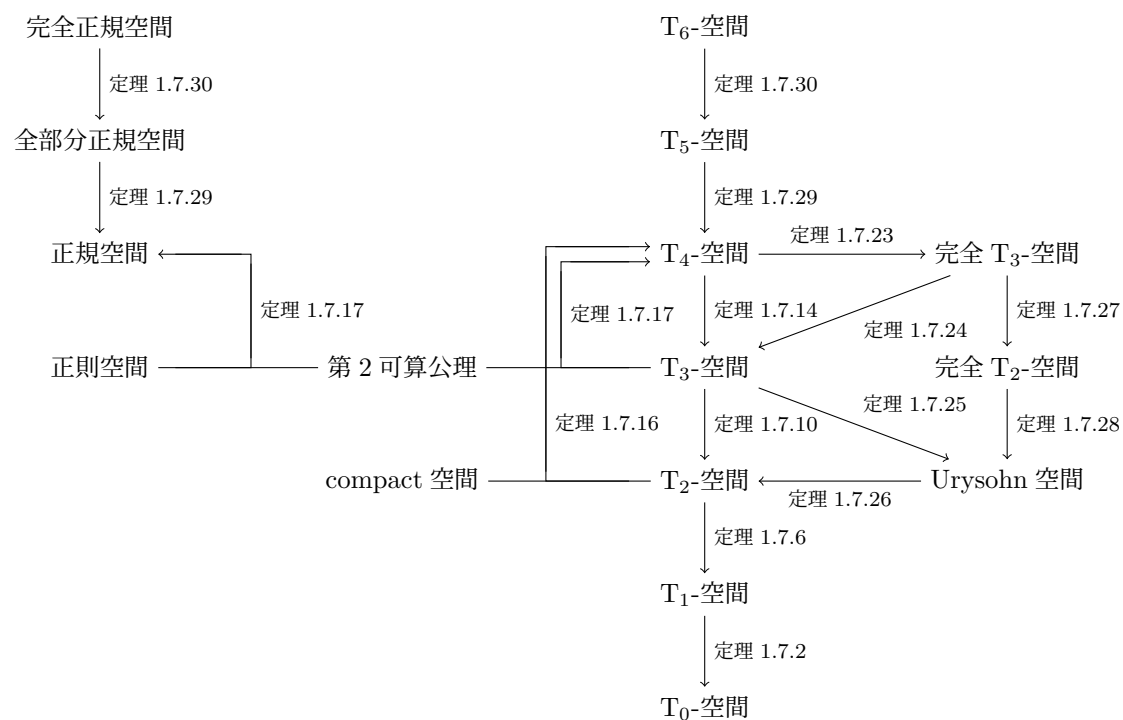 完全正規空間 T₆-空間
定理 1.7.30 定理 1.7.30
全部分正規空間 T₅-空間
定理 1.7.29 定理 1.7.29
正規空間 T₄-空間 定理 1.7.23 完全 T₃-空間
定理 1.7.17 定理 1.7.17 定理 1.7.14 定理 1.7.24 定理 1.7.27
正則空間 第 2 可算公理 T₃-空間 完全 T₂-空間
定理 1.7.16 定理 1.7.10 定理 1.7.25 定理 1.7.28
compact 空間 T₂-空間 定理 1.7.26 Urysohn 空間
定理 1.7.6
T₁-空間
定理 1.7.2
T₀-空間